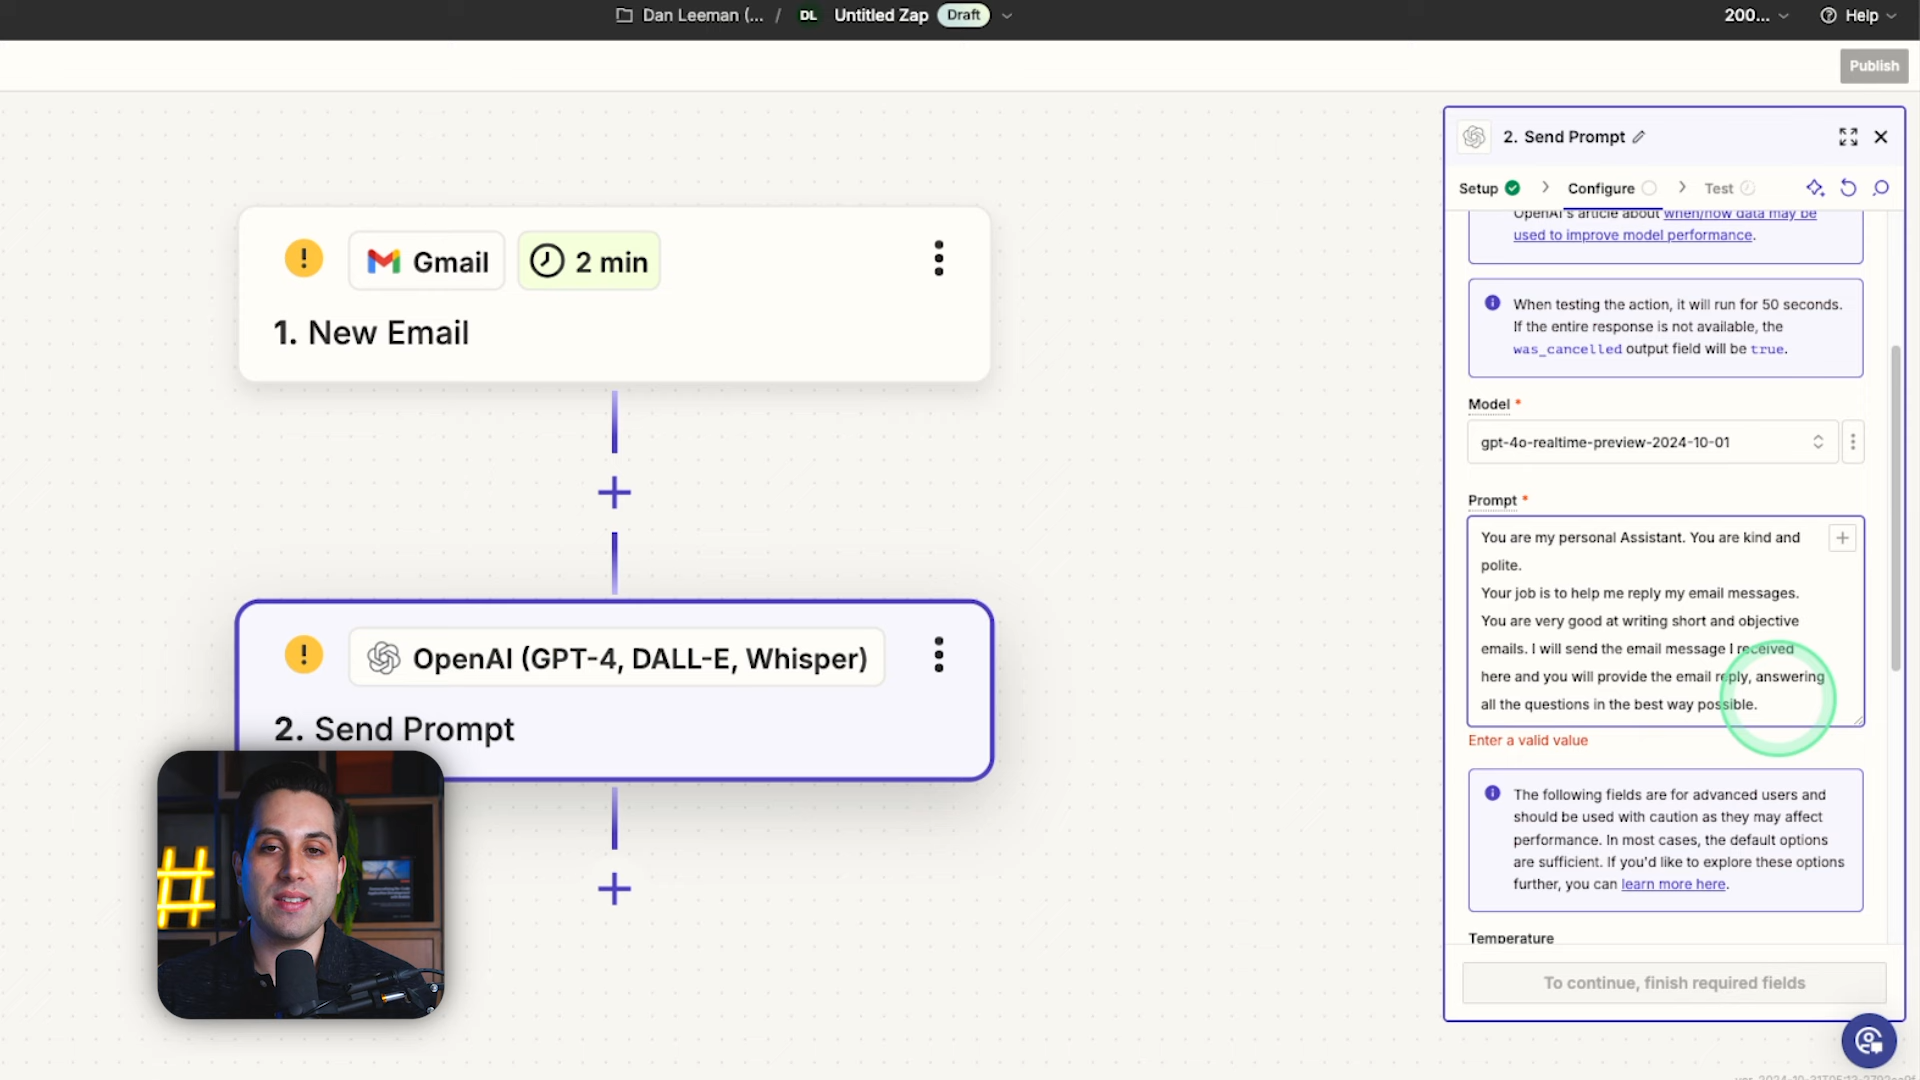 Dan Leeman (... / DL Untitled Zap Draft
200... Help
Publish
2. Send Prompt
Setup Configure Test
OpenAI's article about when/how data may be
used to improve model performance.
When testing the action, it will run for 50 seconds.
If the entire response is not available, the
was_cancelled output field will be true.
Model *
gpt-4o-realtime-preview-2024-10-01
Prompt *
You are my personal Assistant. You are kind and
polite.
Your job is to help me reply my email messages.
You are very good at writing short and objective
emails. I will send the email message I received
here and you will provide the email reply, answering
all the questions in the best way possible.
Enter a valid value
The following fields are for advanced users and
should be used with caution as they may affect
performance. In most cases, the default options
are sufficient. If you'd like to explore these options
further, you can learn more here.
Temperature
To continue, finish required fields
! Gmail 2 min
1. New Email
! OpenAI (GPT-4, DALL-E, Whisper)
2. Send Prompt
#